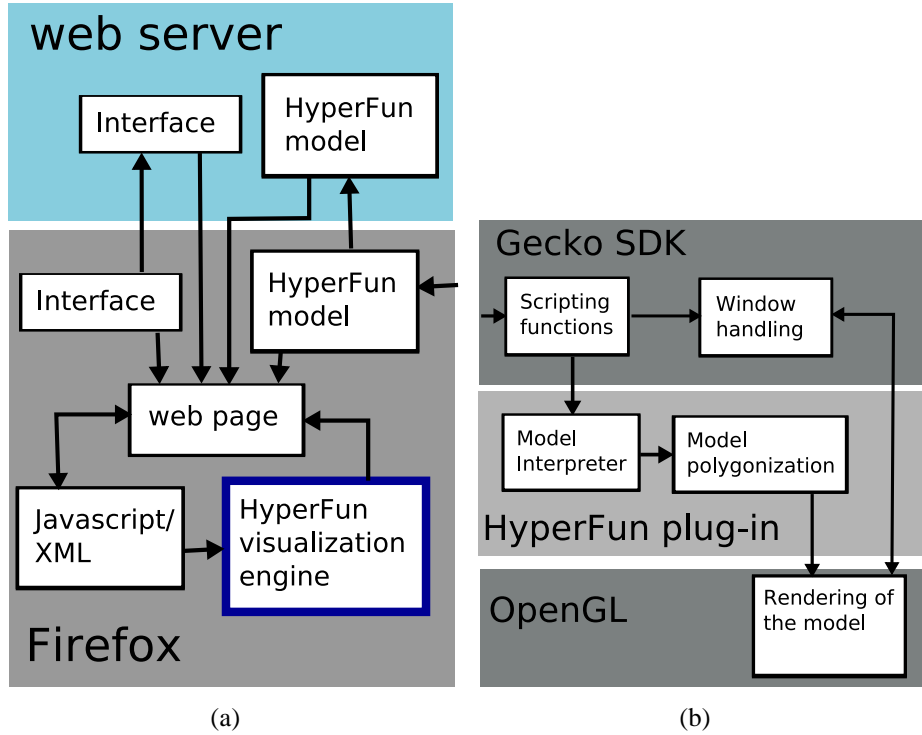 web server
Interface
HyperFun
model
Interface
HyperFun
model
web page
Javascript/
XML
HyperFun
visualization
engine
Firefox
(a)
Gecko SDK
Scripting
functions
Window
handling
Model
Interpreter
Model
polygonization
HyperFun plug-in
OpenGL
Rendering of
the model
(b)